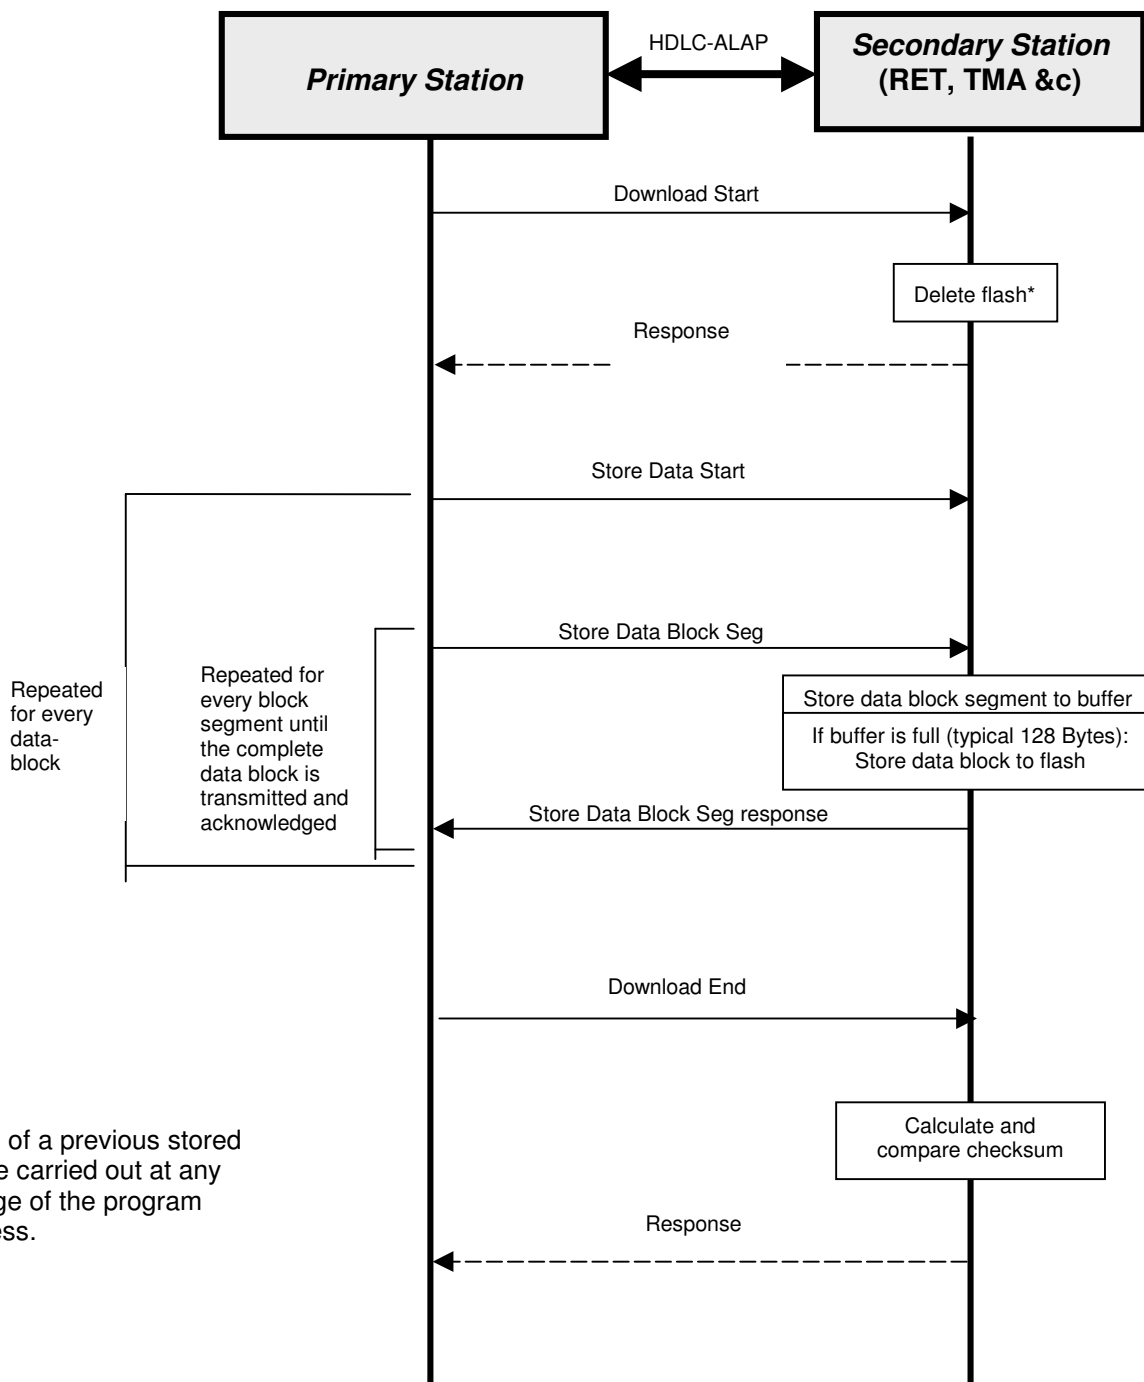 HDLC-ALAP
Primary Station
Secondary Station
(RET, TMA &c)
Download Start
Delete flash*
Response
Store Data Start
Store Data Block Seg
Repeated
for every
data-
block
Repeated for
every block
segment until
the complete
data block is
transmitted and
acknowledged
Store data block segment to buffer
If buffer is full (typical 128 Bytes):
Store data block to flash
Store Data Block Seg response
Download End
Calculate and
compare checksum
of a previous stored
e carried out at any
ge of the program
ess.
Response